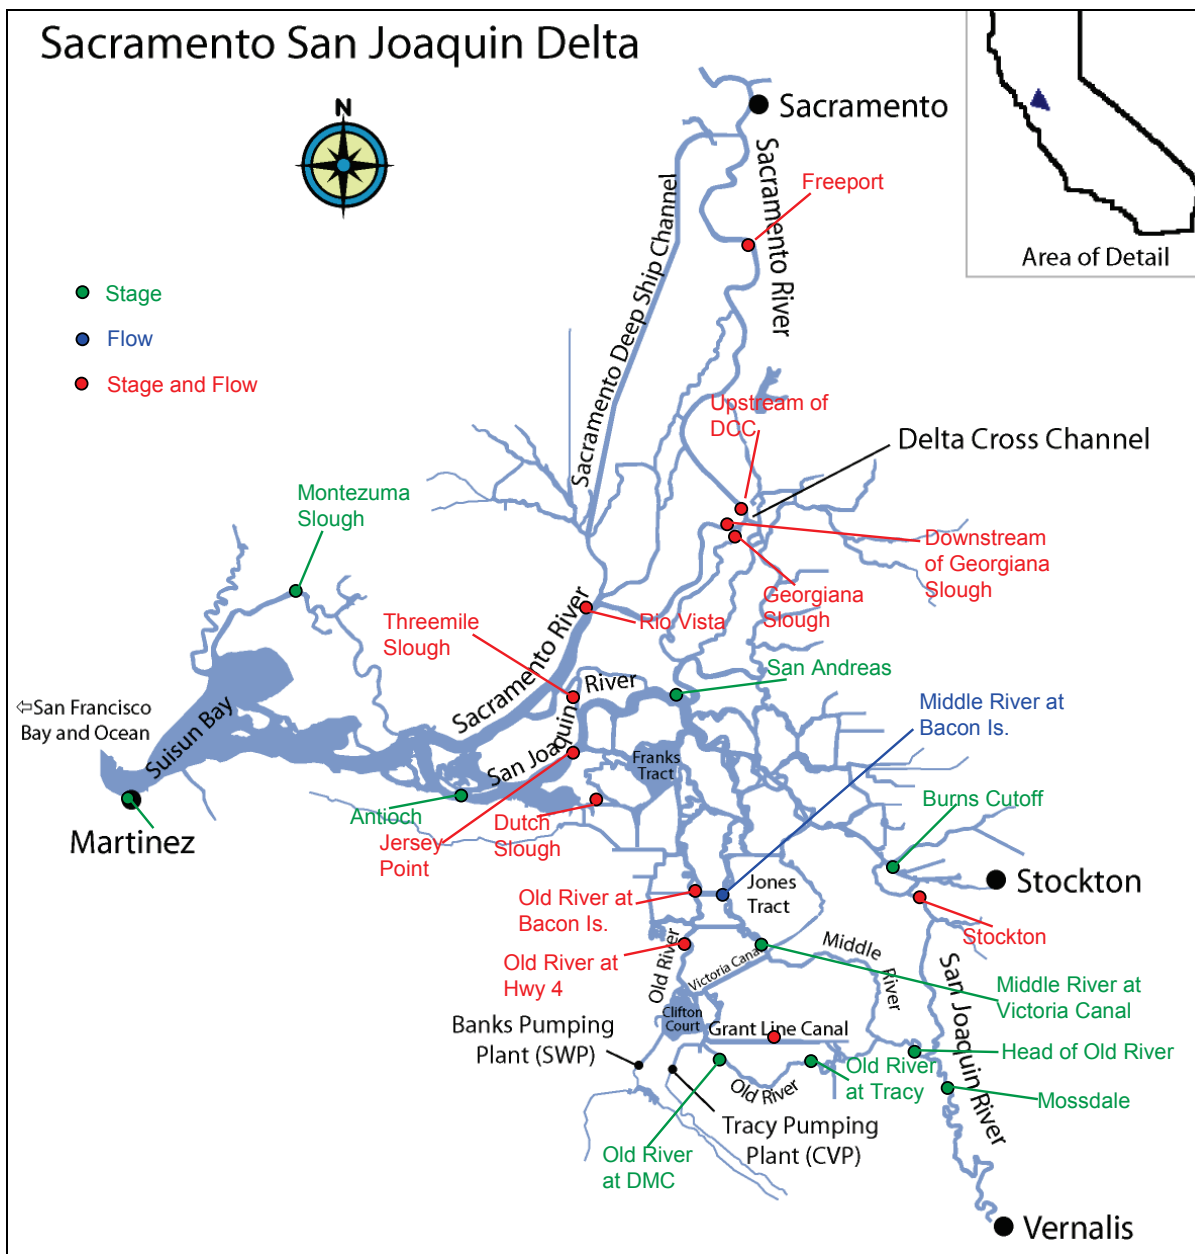 Sacramento San Joaquin Delta
N
Sacramento
Freeport
Sacramento River
Sacramento Deep Ship Channel
Area of Detail
Stage
Flow
Stage and Flow
Upstream of
DCC
Delta Cross Channel
Montezuma
Slough
Downstream
of Georgiana
Slough
Georgiana
Slough
Threemile
Slough
Rio Vista
Sacramento River
San Andreas
San Joaquin
River
Middle River at
Bacon Is.
⇦San Francisco
Bay and Ocean
Suisun Bay
Franks
Tract
Martinez
Antioch
Jersey
Point
Dutch
Slough
Burns Cutoff
Jones
Tract
Stockton
Old River at
Bacon Is.
Stockton
Old River at
Hwy 4
Old River
Victoria Canal
Middle
River
San Joaquin River
Middle River at
Victoria Canal
Clifton
Court
Banks Pumping
Plant (SWP)
Grant Line Canal
Head of Old River
Old River
at Tracy
Old River
Mossdale
Tracy Pumping
Plant (CVP)
Old River
at DMC
Vernalis